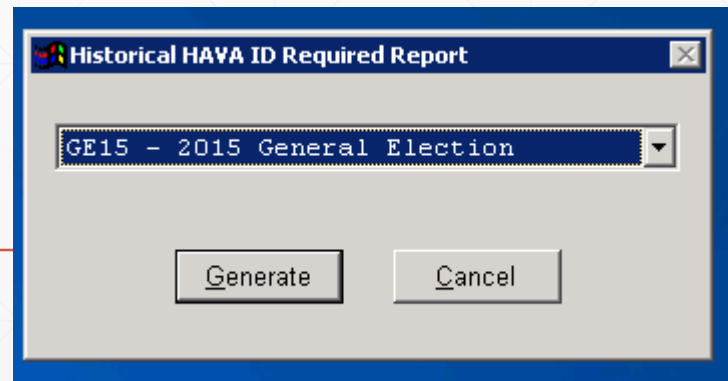 Historical HAVA ID Required Report
GE15 - 2015 General Election
Generate
Cancel